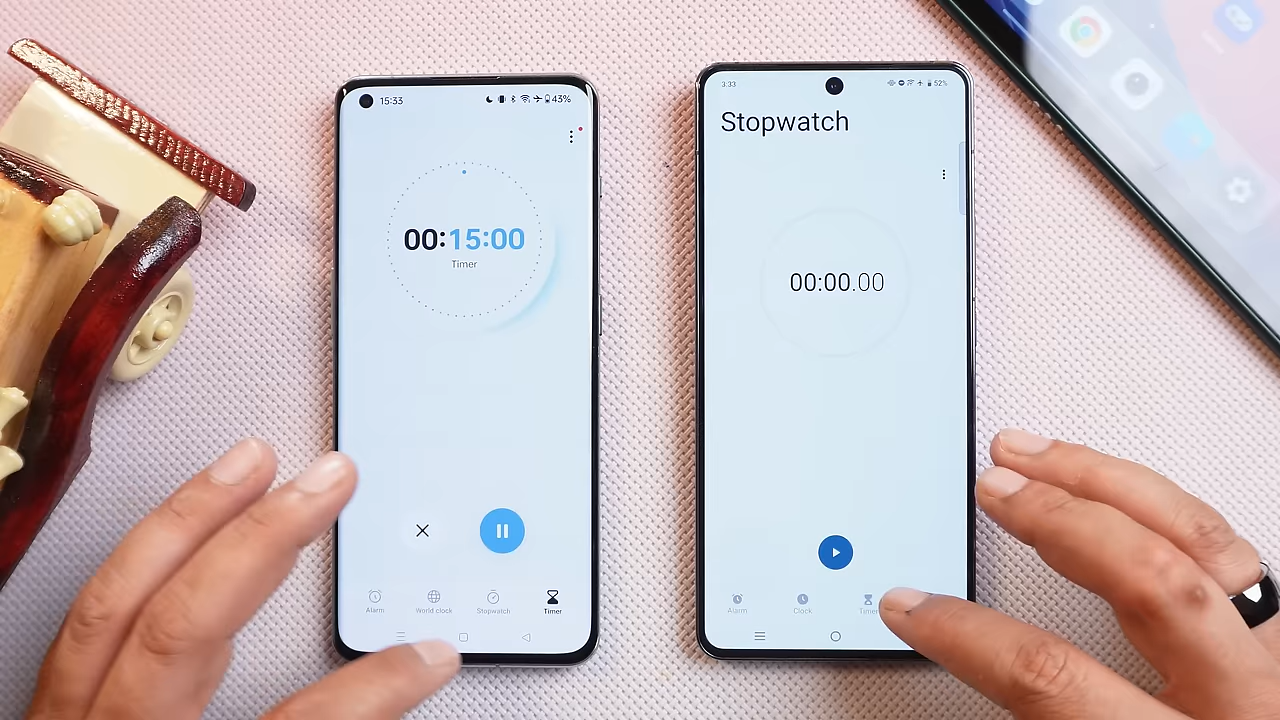 15:33
43%
00:15:00
Timer
Alarm
World clock
Stopwatch
Timer
3:33
52%
Stopwatch
00:00.00
Alarm
Clock
Timer